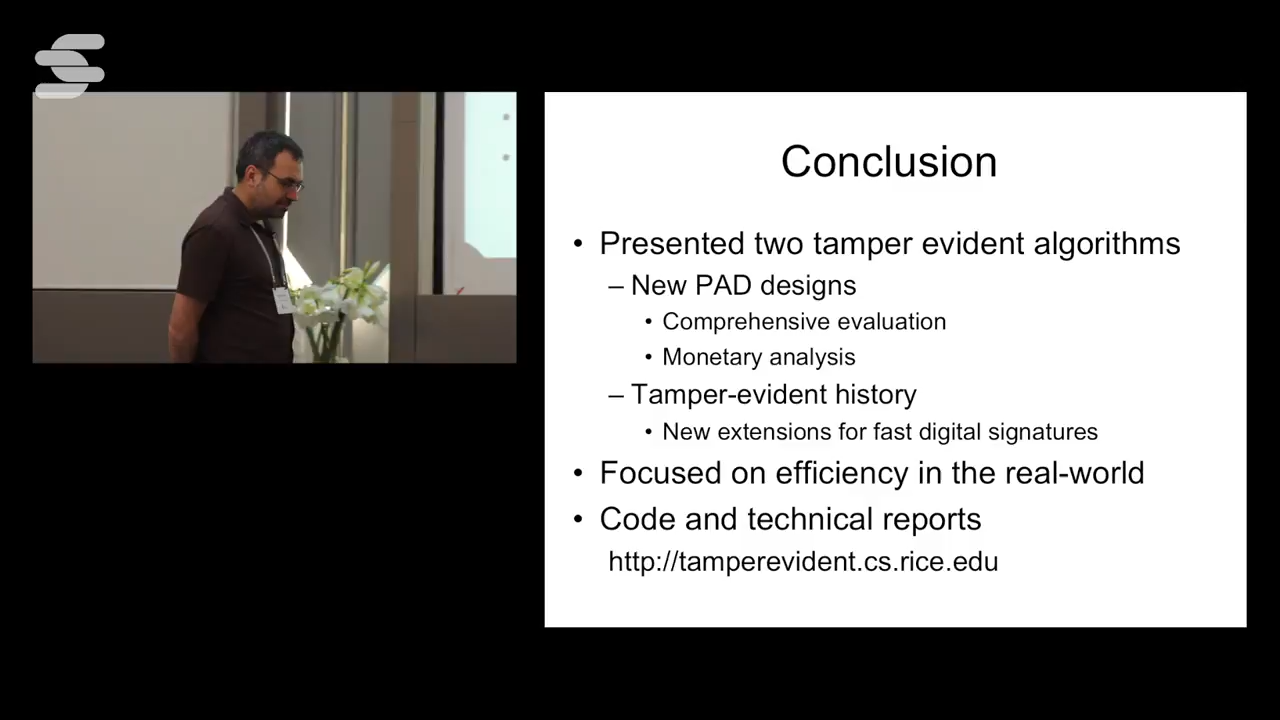 Conclusion
• Presented two tamper evident algorithms
– New PAD designs
• Comprehensive evaluation
• Monetary analysis
– Tamper-evident history
• New extensions for fast digital signatures
• Focused on efficiency in the real-world
• Code and technical reports
http://tamperevident.cs.rice.edu